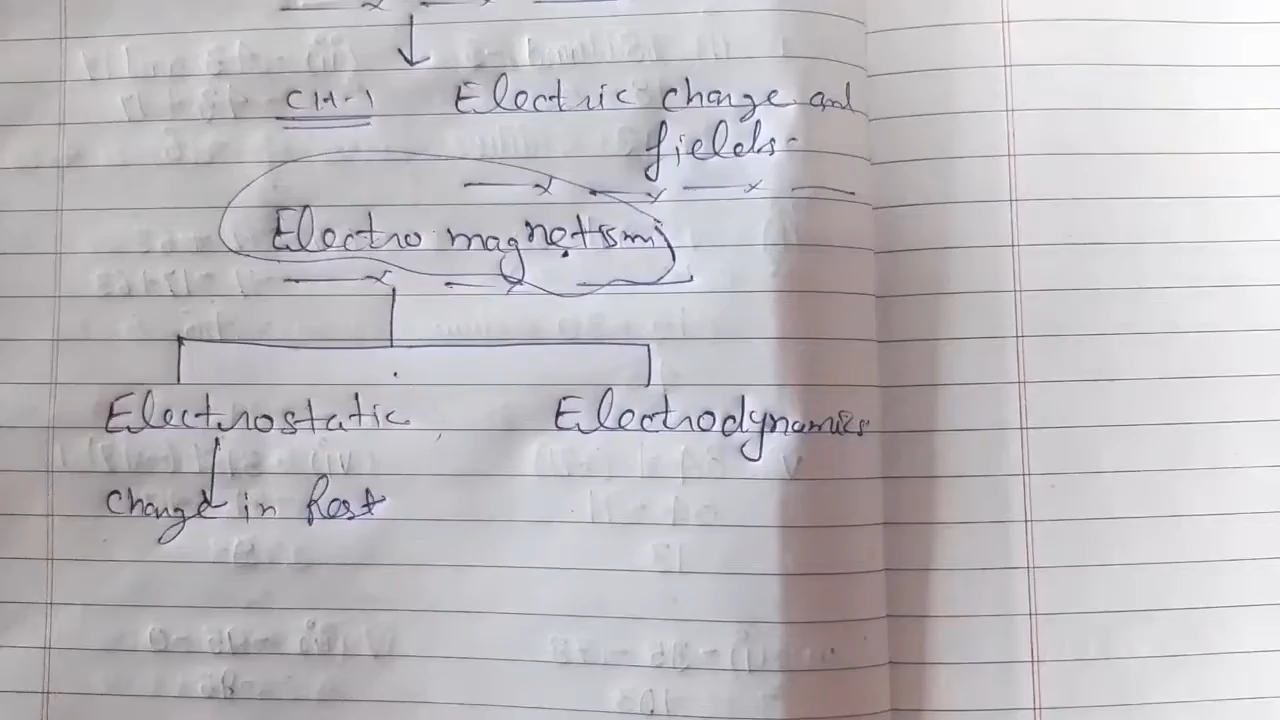 CH-1 Electric charge and
fields-
Electro magnetism
Electrostatic Electrodynamics
Charge in Rest